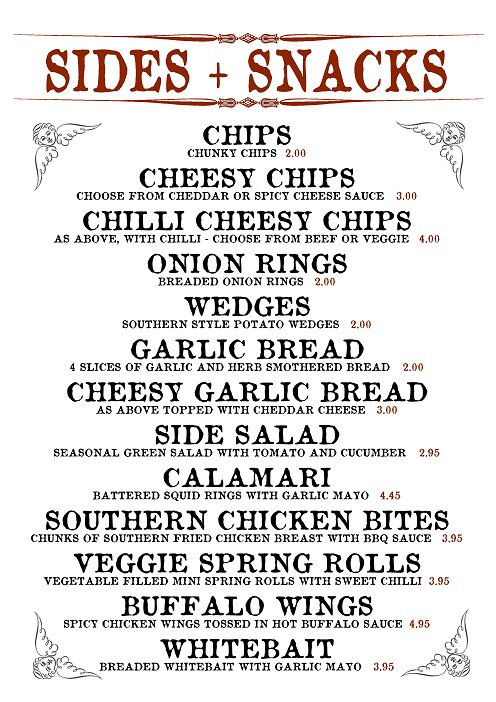 SIDES + SNACKS
CHIPS
CHUNKY CHIPS 2.00
CHEESY CHIPS
CHOOSE FROM CHEDDAR OR SPICY CHEESE SAUCE 3.00
CHILLI CHEESY CHIPS
AS ABOVE, WITH CHILLI - CHOOSE FROM BEEF OR VEGGIE 4.00
ONION RINGS
BREADED ONION RINGS 2.00
WEDGES
SOUTHERN STYLE POTATO WEDGES 2.00
GARLIC BREAD
4 SLICES OF GARLIC AND HERB SMOTHERED BREAD 2.00
CHEESY GARLIC BREAD
AS ABOVE TOPPED WITH CHEDDAR CHEESE 3.00
SIDE SALAD
SEASONAL GREEN SALAD WITH TOMATO AND CUCUMBER 2.95
CALAMARI
BATTERED SQUID RINGS WITH GARLIC MAYO 4.45
SOUTHERN CHICKEN BITES
CHUNKS OF SOUTHERN FRIED CHICKEN BREAST WITH BBQ SAUCE 3.95
VEGGIE SPRING ROLLS
VEGETABLE FILLED MINI SPRING ROLLS WITH SWEET CHILLI 3.95
BUFFALO WINGS
SPICY CHICKEN WINGS TOSSED IN HOT BUFFALO SAUCE 4.95
WHITEBAIT
BREADED WHITEBAIT WITH GARLIC MAYO 3.95